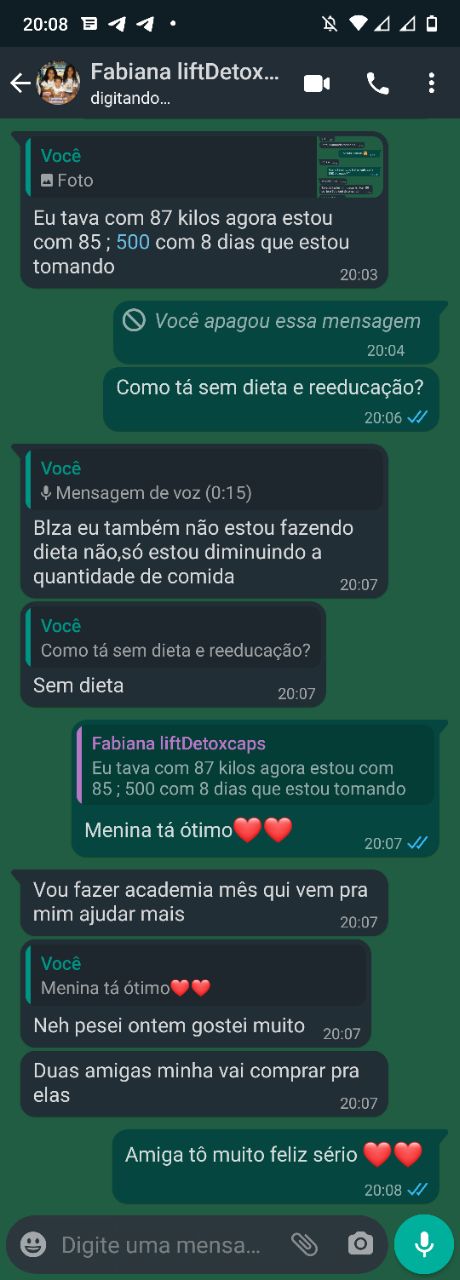 20:08
Fabiana liftDetox...
digitando...
Você
Foto
Eu tava com 87 kilos agora estou
com 85 ; 500 com 8 dias que estou
tomando
20:03
Você apagou essa mensagem
20:04
Como tá sem dieta e reeducação?
20:06
Você
Mensagem de voz (0:15)
Blza eu também não estou fazendo
dieta não,só estou diminuindo a
quantidade de comida
20:07
Você
Como tá sem dieta e reeducação?
Sem dieta
20:07
Fabiana liftDetoxcaps
Eu tava com 87 kilos agora estou com
85 ; 500 com 8 dias que estou tomando
Menina tá ótimo❤️❤️
20:07
Vou fazer academia mês qui vem pra
mim ajudar mais
20:07
Você
Menina tá ótimo❤️❤️
Neh pesei ontem gostei muito
20:07
Duas amigas minha vai comprar pra
elas
20:07
Amiga tô muito feliz sério ❤️❤️
20:08
Digite uma mensa...